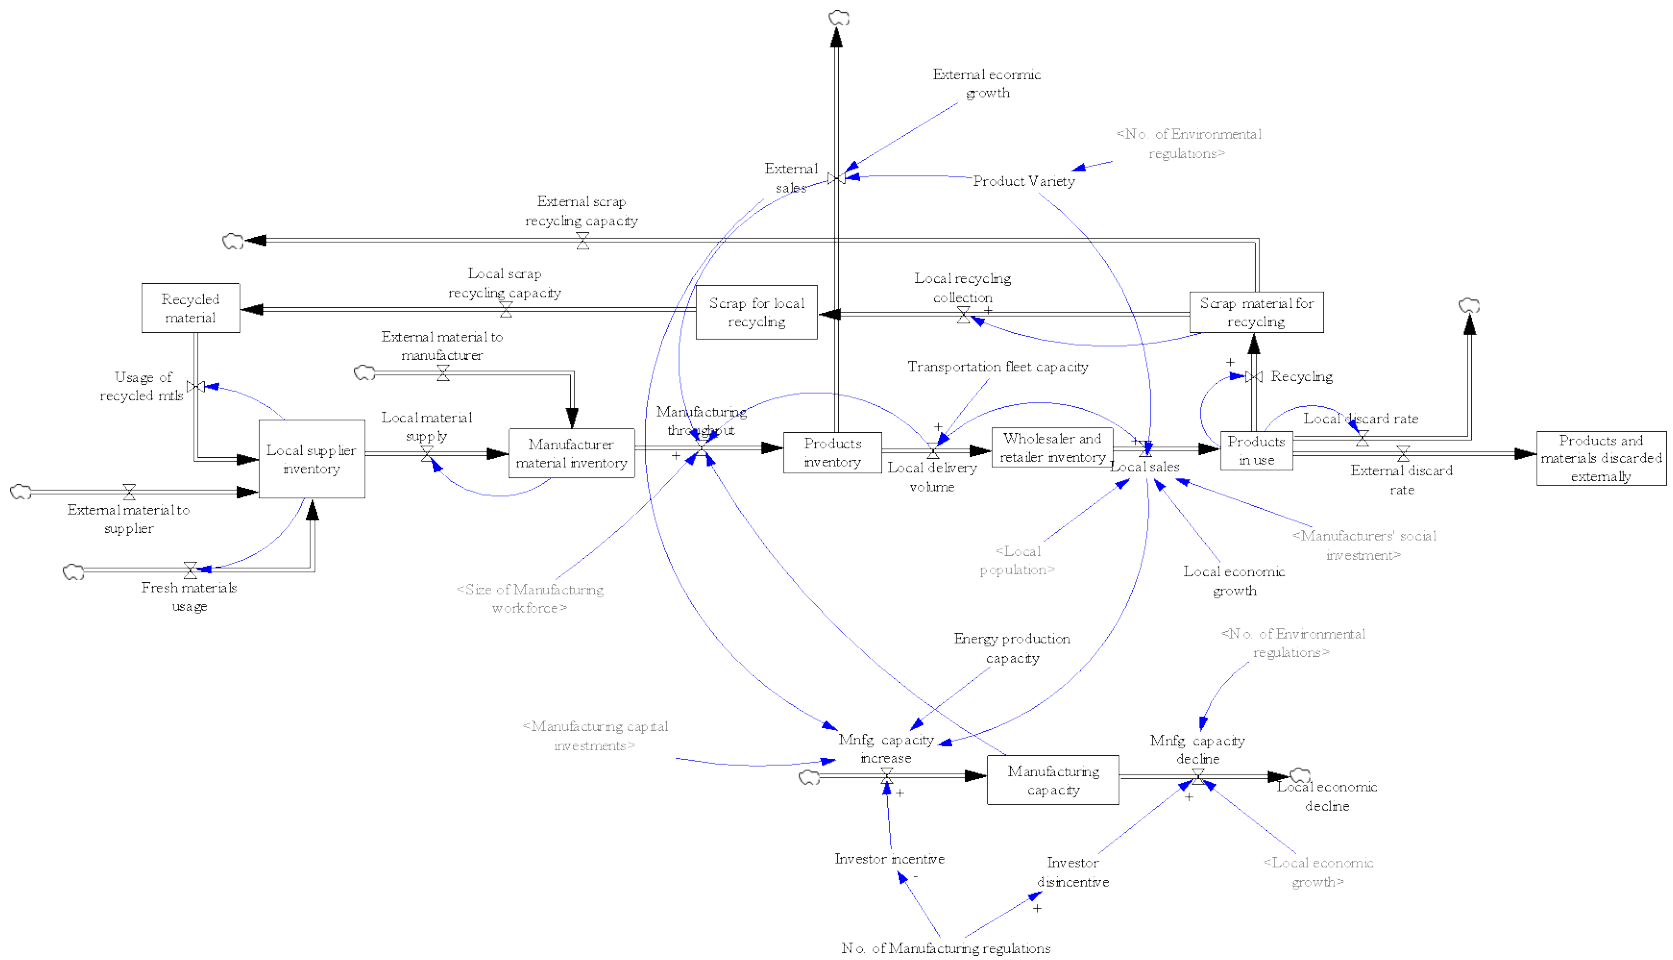 External econmic
growth
<No. of Environmental
regulations>
External
sales
Product Variety
External scrap
recycling capacity
Local scrap
recycling capacity
Local recycling
collection
+
Recycled
material
Scrap for local
recycling
Scrap material for
recycling
External material to
manufacturer
Transportation fleet capacity
+
Recycling
Usage of
recycled mtls
Local material
supply
Manufacturing
throughput
+
Local discard rate
Local supplier
inventory
Manufacturer
material inventory
Products
inventory
+
Local delivery
volume
Wholesaler and
retailer inventory
+
Local sales
Products
in use
External discard
rate
Products and
materials discarded
externally
External material to
supplier
Fresh materials
usage
<Size of Manufacturing
workforce>
<Local
population>
Local economic
growth
<Manufacturers' social
investment>
Energy production
capacity
<No. of Environmental
regulations>
<Manufacturing capital
investments>
Mnfg. capacity
increase
+
Manufacturing
capacity
Mnfg. capacity
decline
+
Local economic
decline
Investor incentive
-
Investor
disincentive
+
<Local economic
growth>
No. of Manufacturing regulations